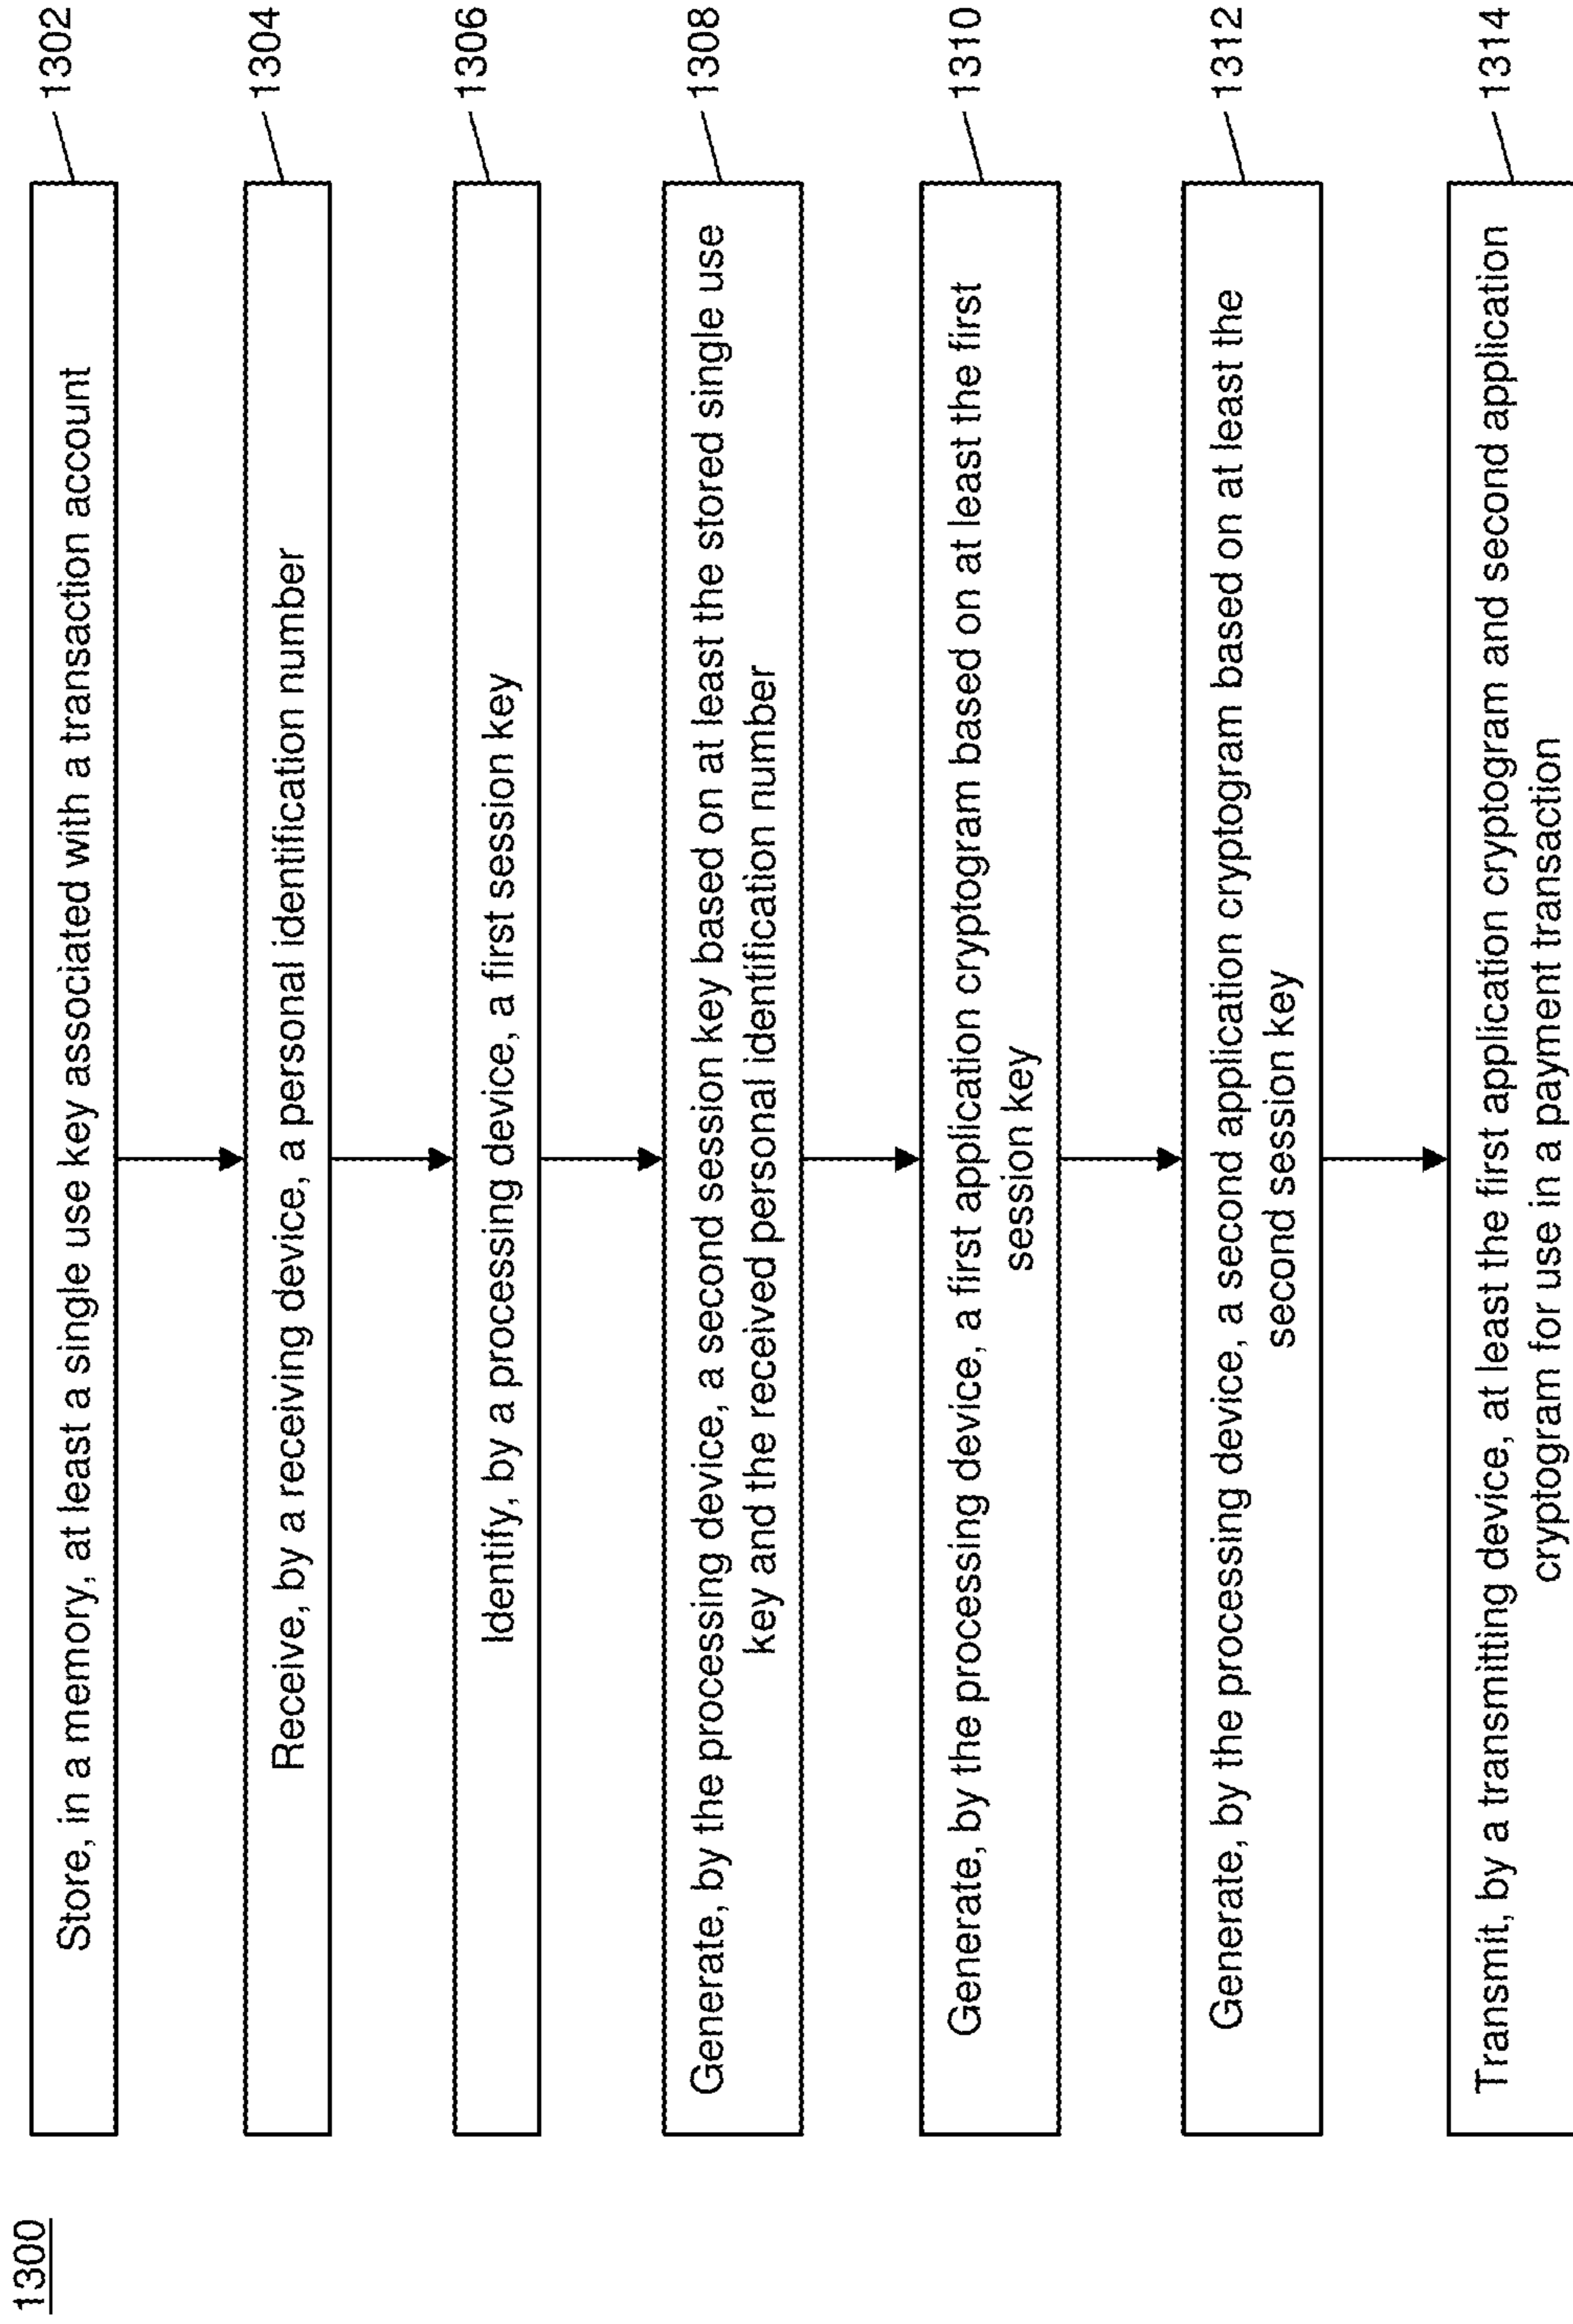 1300
Store, in a memory, at least a single use key associated with a transaction account
1302
Receive, by a receiving device, a personal identification number
1304
Identify, by a processing device, a first session key
1306
Generate, by the processing device, a second session key based on at least the stored single use
key and the received personal identification number
1308
Generate, by the processing device, a first application cryptogram based on at least the first
session key
1310
Generate, by the processing device, a second application cryptogram based on at least the
second session key
1312
Transmit, by a transmitting device, at least the first application cryptogram and second application
cryptogram for use in a payment transaction
1314